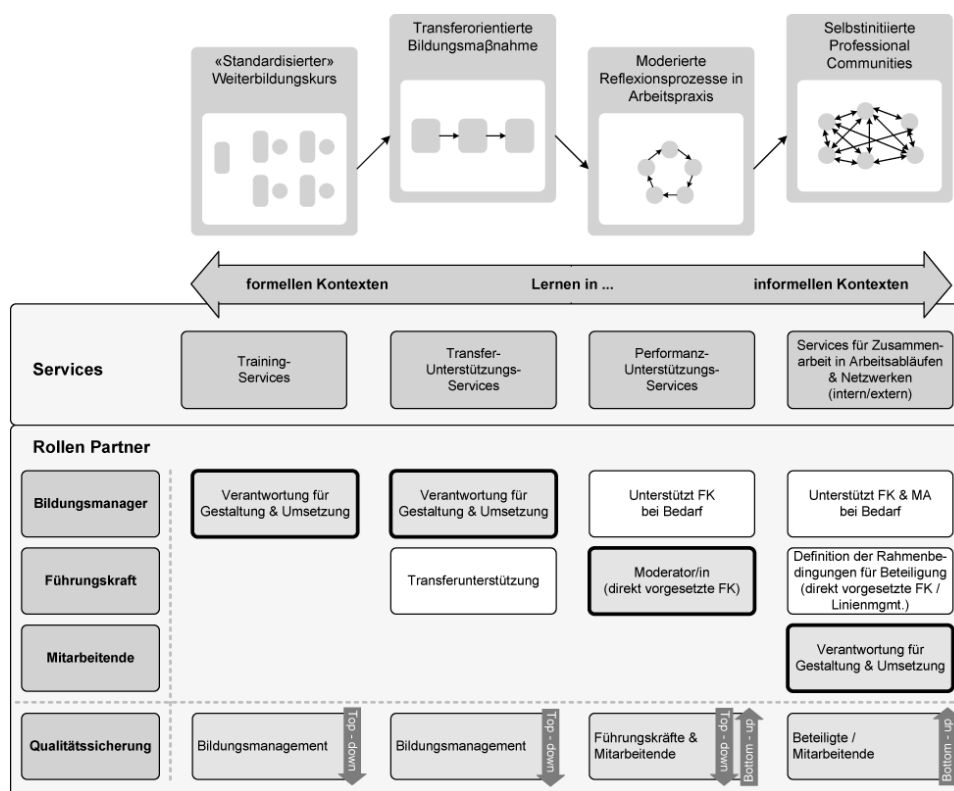 «Standardisierter»
Weiterbildungskurs
Transferorientierte
Bildungsmaßnahme
Moderierte
Reflexionsprozesse in
Arbeitspraxis
Selbstinitiierte
Professional
Communities
formellen Kontexten
Lernen in ...
informellen Kontexten
Services
Training-
Services
Transfer-
Unterstützungs-
Services
Performanz-
Unterstützungs-
Services
Services für Zusammen-
arbeit in Arbeitsabläufen
& Netzwerken
(intern/extern)
Rollen Partner
Bildungsmanager
Verantwortung für
Gestaltung & Umsetzung
Verantwortung für
Gestaltung & Umsetzung
Unterstützt FK
bei Bedarf
Unterstützt FK & MA
bei Bedarf
Führungskraft
Transferunterstützung
Moderator/in
(direkt vorgesetzte FK)
Definition der Rahmenbe-
dingungen für Beteiligung
(direkt vorgesetzte FK /
Linienmgmt.)
Mitarbeitende
Verantwortung für
Gestaltung & Umsetzung
Qualitätssicherung
Bildungsmanagement
Top - down
Bildungsmanagement
Top - down
Führungskräfte &
Mitarbeitende
Top - down
Bottom - up
Beteiligte /
Mitarbeitende
Bottom - up